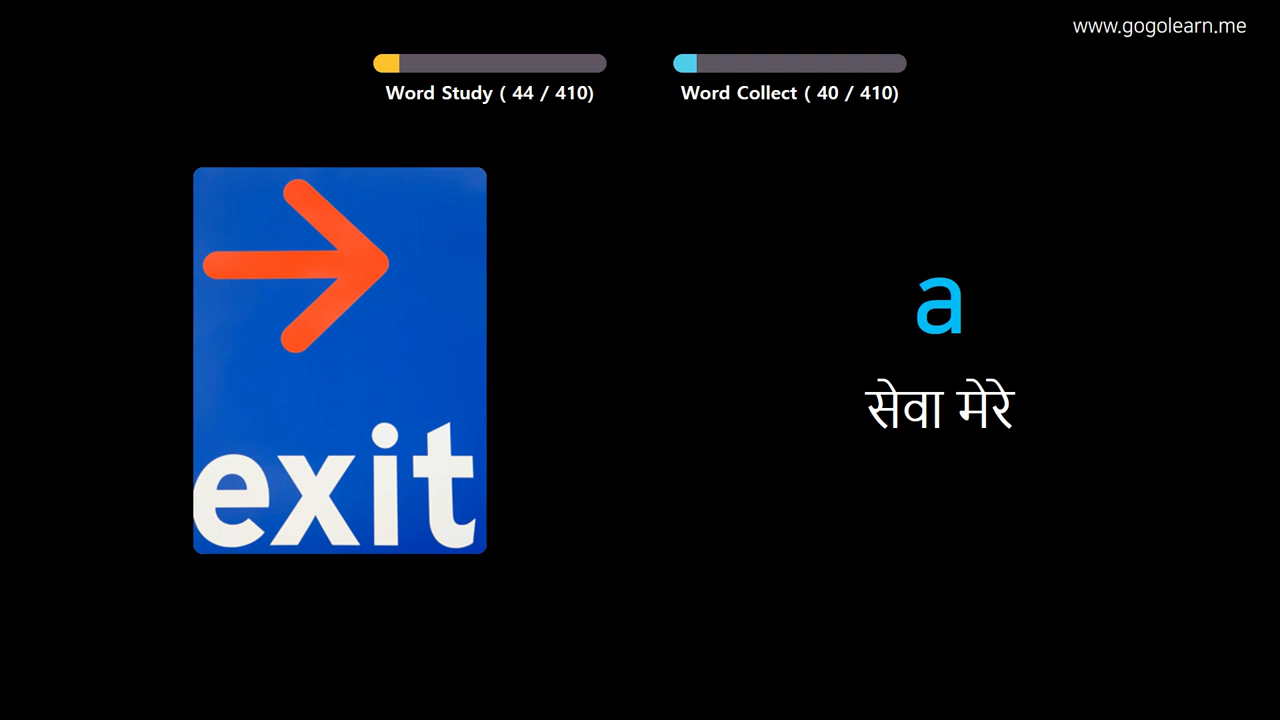 www.gogolearn.me
Word Study ( 44 / 410)
Word Collect ( 40 / 410)
exit
a
सेवा मेरे